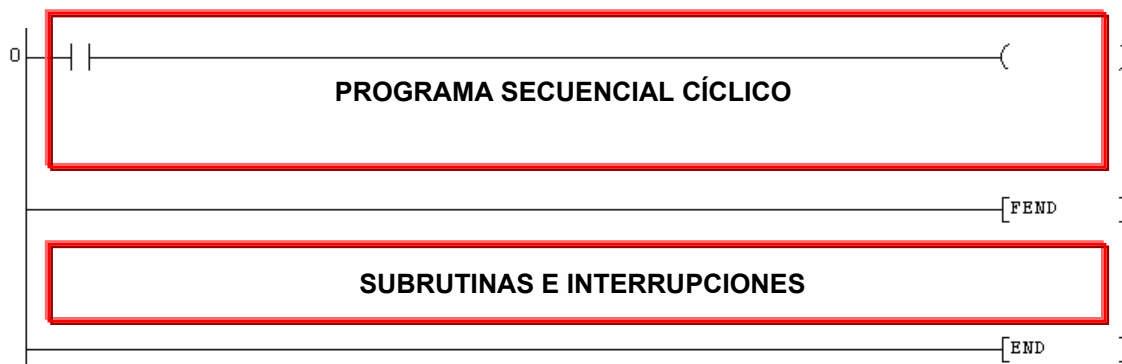 0
PROGRAMA SECUENCIAL CÍCLICO
FEND
SUBRUTINAS E INTERRUPCIONES
END